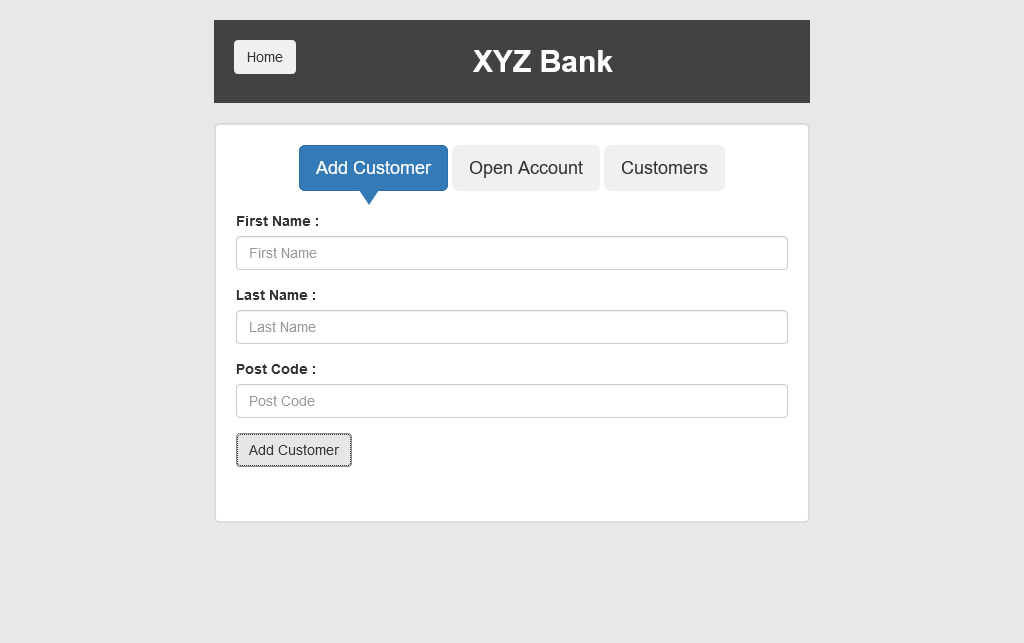 Home
XYZ Bank
Add Customer Open Account Customers
First Name :
First Name
Last Name :
Last Name
Post Code :
Post Code
Add Customer